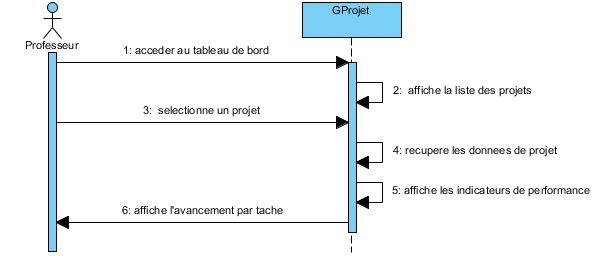 GProjet
Professeur
1: acceder au tableau de bord
2:  affiche la liste des projets
3:  selectionne un projet
4: recupere les donnees de projet
5: affiche les indicateurs de performance
6: affiche l'avancement par tache